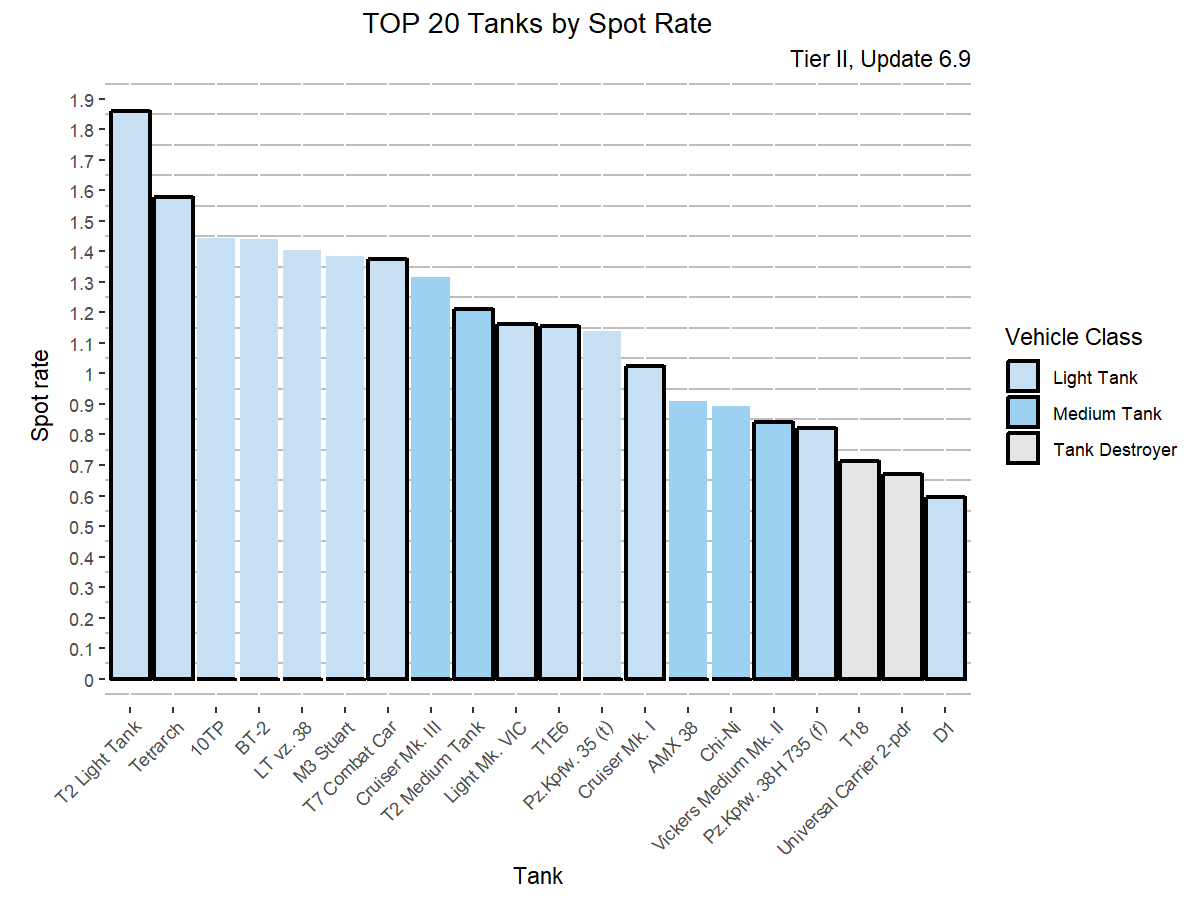 TOP 20 Tanks by Spot Rate
Tier II, Update 6.9
1.9
1.8
1.7
1.6
1.5
1.4
1.3
1.2
1.1
1
0.9
0.8
0.7
0.6
0.5
0.4
0.3
0.2
0.1
0
Spot rate
T2 Light Tank
Tetrarch
10TP
BT-2
LT vz. 38
M3 Stuart
T7 Combat Car
Cruiser Mk. III
T2 Medium Tank
Light Mk. VIC
T1E6
Pz.Kpfw. 35 (t)
Cruiser Mk. I
AMX 38
Chi-Ni
Vickers Medium Mk. II
Pz.Kpfw. 38H 735 (f)
T18
Universal Carrier 2-pdr
D1
Tank
Vehicle Class
Light Tank
Medium Tank
Tank Destroyer